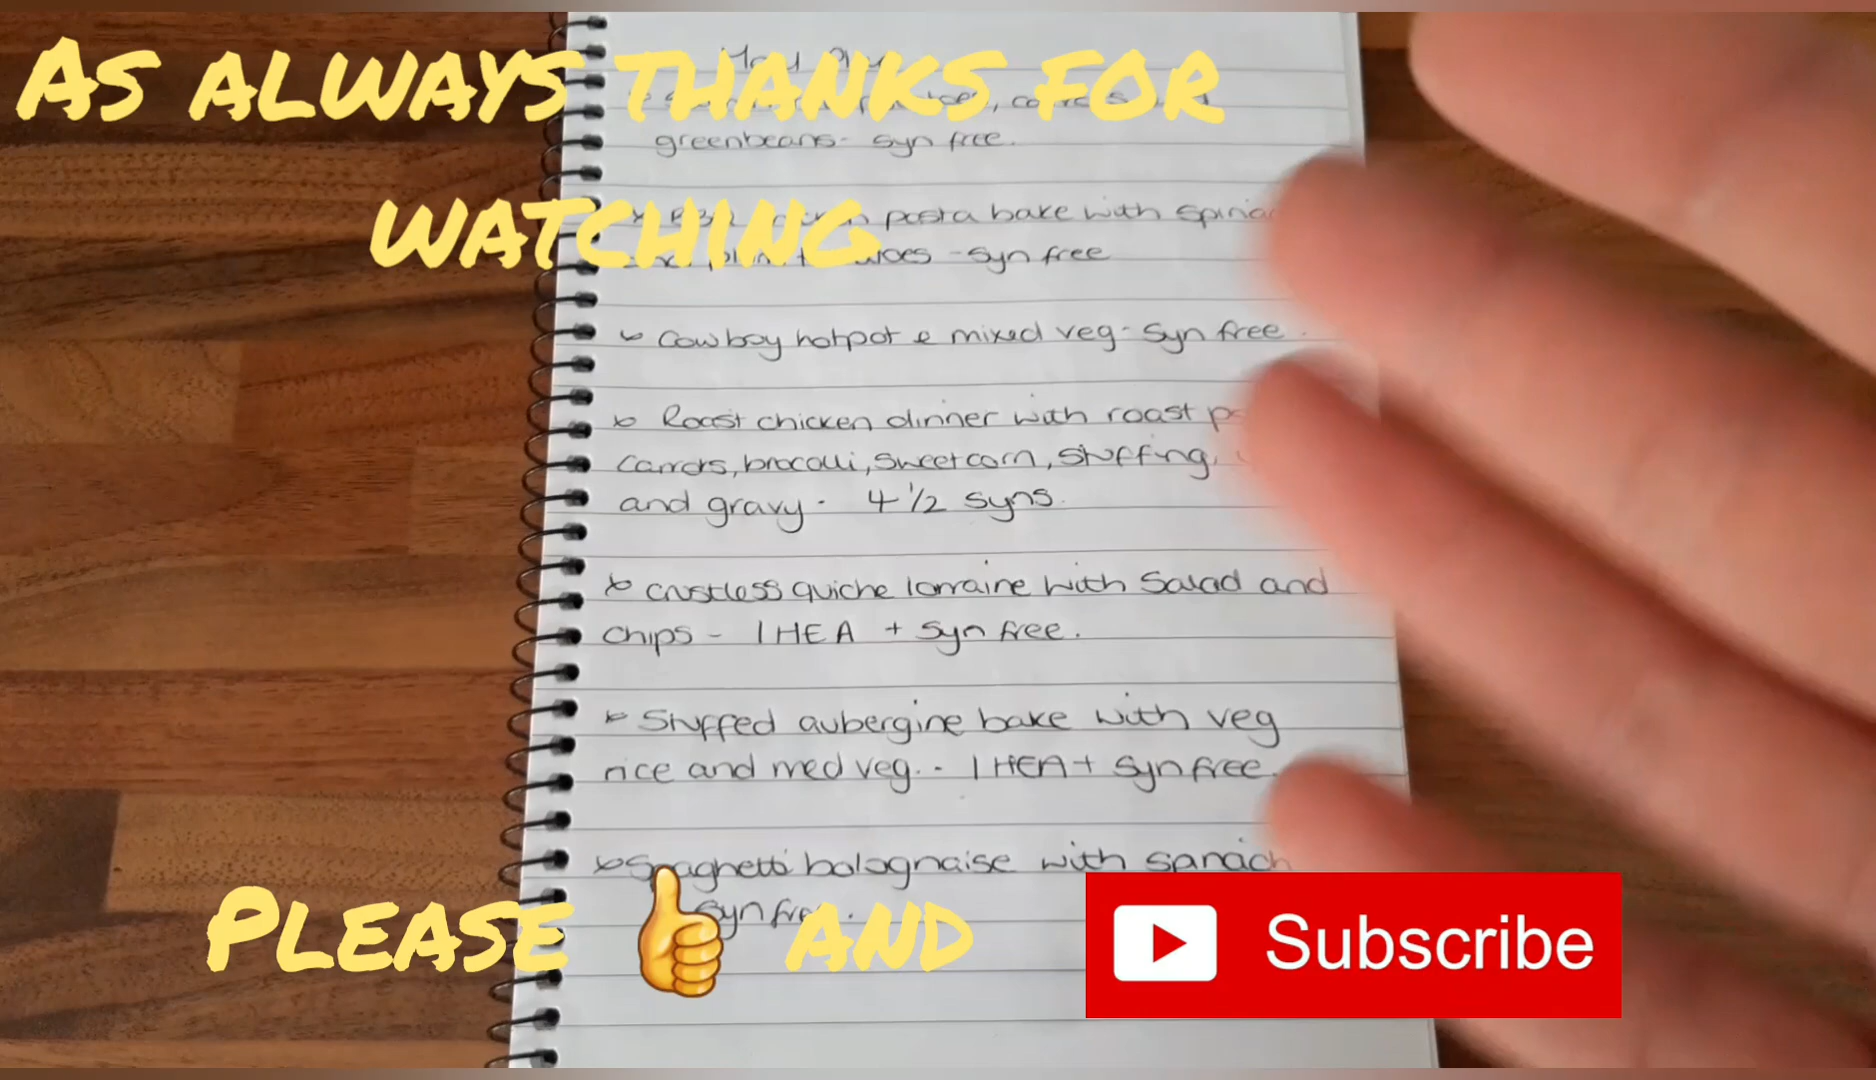 As always thanks for
watching
greenbeans- syn free.
pasta bake with
- syn free
Cowboy hotpot & mixed veg - Syn free.
Roast chicken dinner with roast
Carrots, brocolli, sweetcorn, stuffing,
and gravy - 4 1/2 syns.
Crustless quiche lorraine with Salad and
chips - 1 HEA + Syn free.
Stuffed aubergine bake with veg
rice and med veg. - 1 HEA + Syn free.
Spaghetti bolognaise with sanach
Syn free.
Please 👍 and
Subscribe